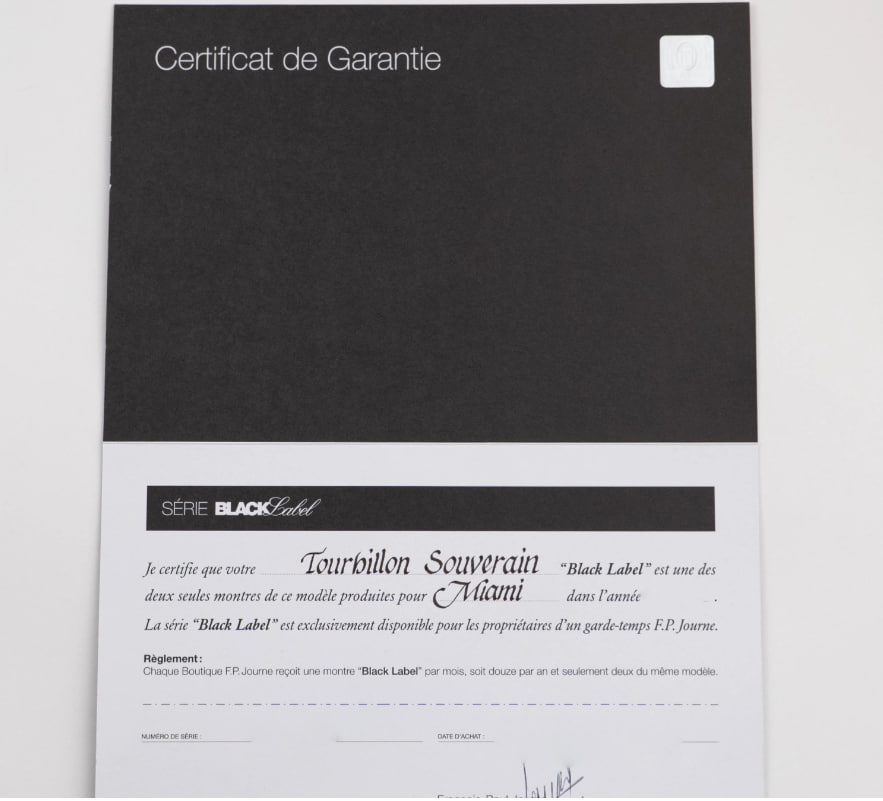 Certificat de Garantie
SÉRIE BLACK Label
Je certifie que votre Tourbillon Souverain “Black Label” est une des
deux seules montres de ce modèle produites pour Miami dans l’année .
La série “Black Label” est exclusivement disponible pour les propriétaires d’un garde-temps F.P. Journe.
Règlement :
Chaque Boutique F.P. Journe reçoit une montre “Black Label” par mois, soit douze par an et seulement deux du même modèle.
NUMÉRO DE SÉRIE : DATE D’ACHAT :